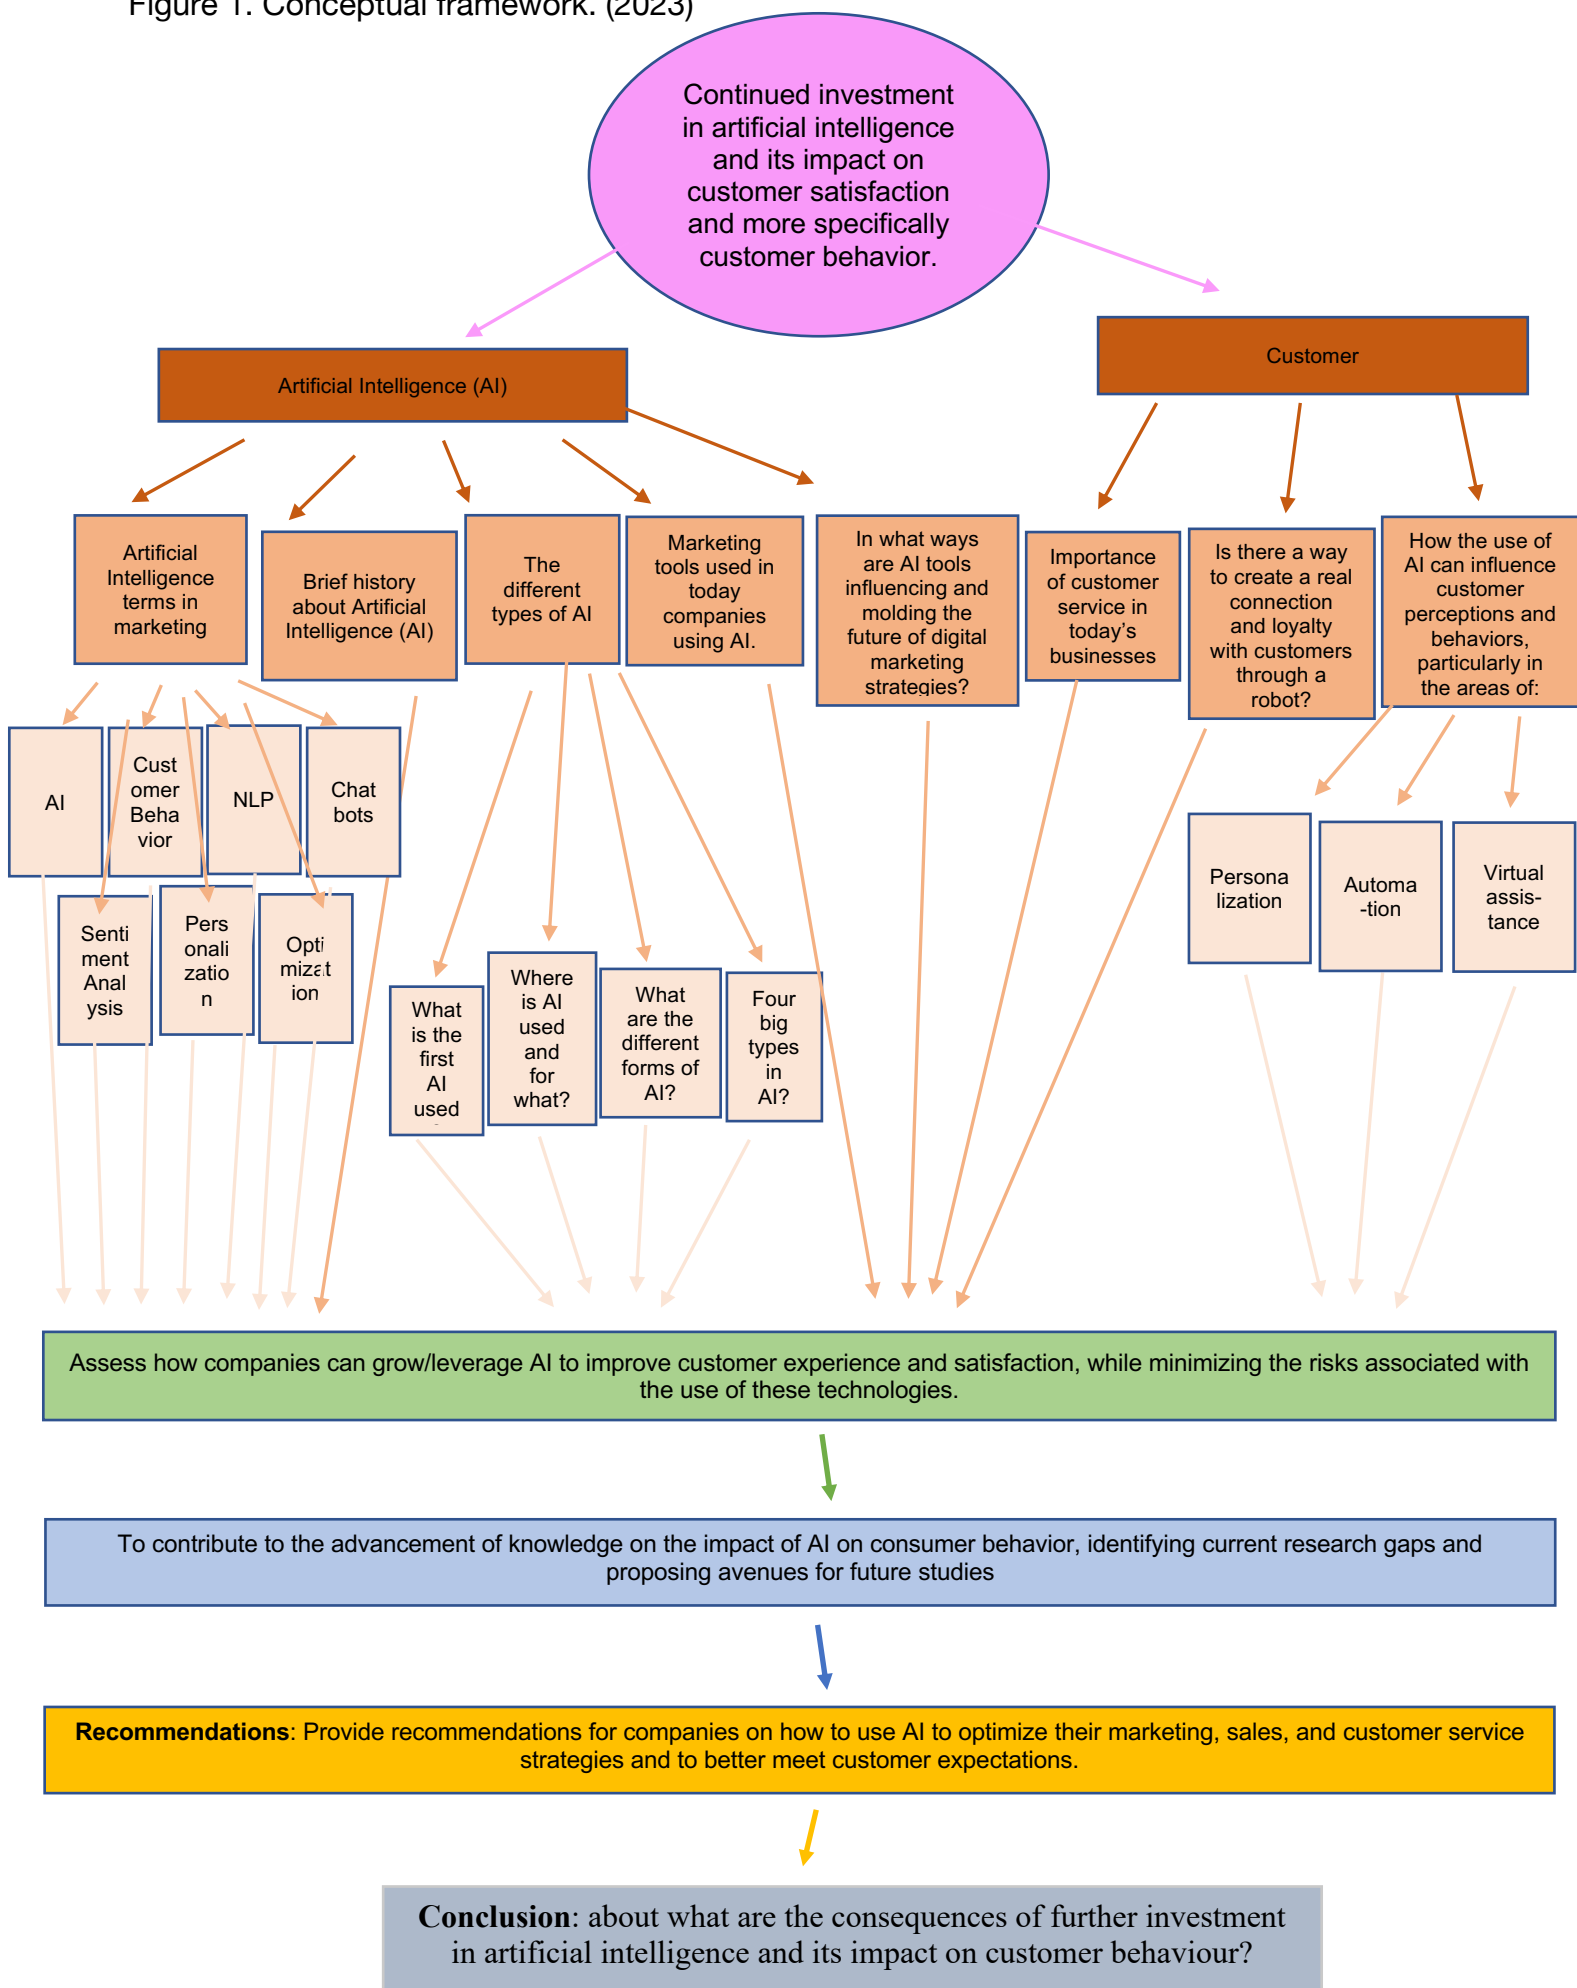 Figure 1. Conceptual framework. (2023)
Continued investment
in artificial intelligence
and its impact on
customer satisfaction
and more specifically
customer behavior.
Artificial Intelligence (AI)
Customer
Artificial
Intelligence
terms in
marketing
Brief history
about Artificial
Intelligence (AI)
The
different
types of AI
Marketing
tools used in
today
companies
using AI.
In what ways
are AI tools
influencing and
molding the
future of digital
marketing
strategies?
Importance
of customer
service in
today’s
businesses
Is there a way
to create a real
connection
and loyalty
with customers
through a
robot?
How the use of
AI can influence
customer
perceptions and
behaviors,
particularly in
the areas of:
AI
Cust
omer
Beha
vior
NLP
Chat
bots
Senti
ment
Anal
ysis
Pers
onali
zatio
n
Opti
mizat
ion
What
is the
first
AI
used
Where
is AI
used
and
for
what?
What
are the
different
forms of
AI?
Four
big
types
in
AI?
Persona
lization
Automa
-tion
Virtual
assis-
tance
Assess how companies can grow/leverage AI to improve customer experience and satisfaction, while minimizing the risks associated with
the use of these technologies.
To contribute to the advancement of knowledge on the impact of AI on consumer behavior, identifying current research gaps and
proposing avenues for future studies
Recommendations: Provide recommendations for companies on how to use AI to optimize their marketing, sales, and customer service
strategies and to better meet customer expectations.
Conclusion: about what are the consequences of further investment
in artificial intelligence and its impact on customer behaviour?